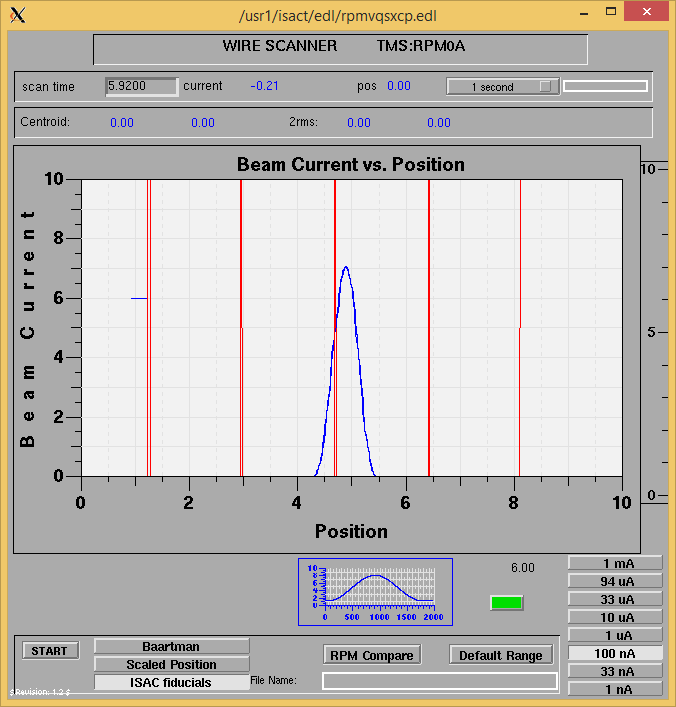 /usr1/isact/edl/rpmvqsxcp.edl
WIRE SCANNER TMS:RPM0A
scan time 5.9200 current -0.21 pos 0.00 1 second
Centroid: 0.00 0.00 2rms: 0.00 0.00
Beam Current vs. Position
10
8
6
4
2
0
Beam Current
0 2 4 6 8 10
Position
10
5
0
10
8
6
4
2
0
0 500 1000 1500 2000
6.00
1 mA
94 uA
33 uA
10 uA
1 uA
100 nA
33 nA
1 nA
START
Baartman
Scaled Position
ISAC fiducials
RPM Compare
Default Range
File Name:
$Revision: 1.2 $